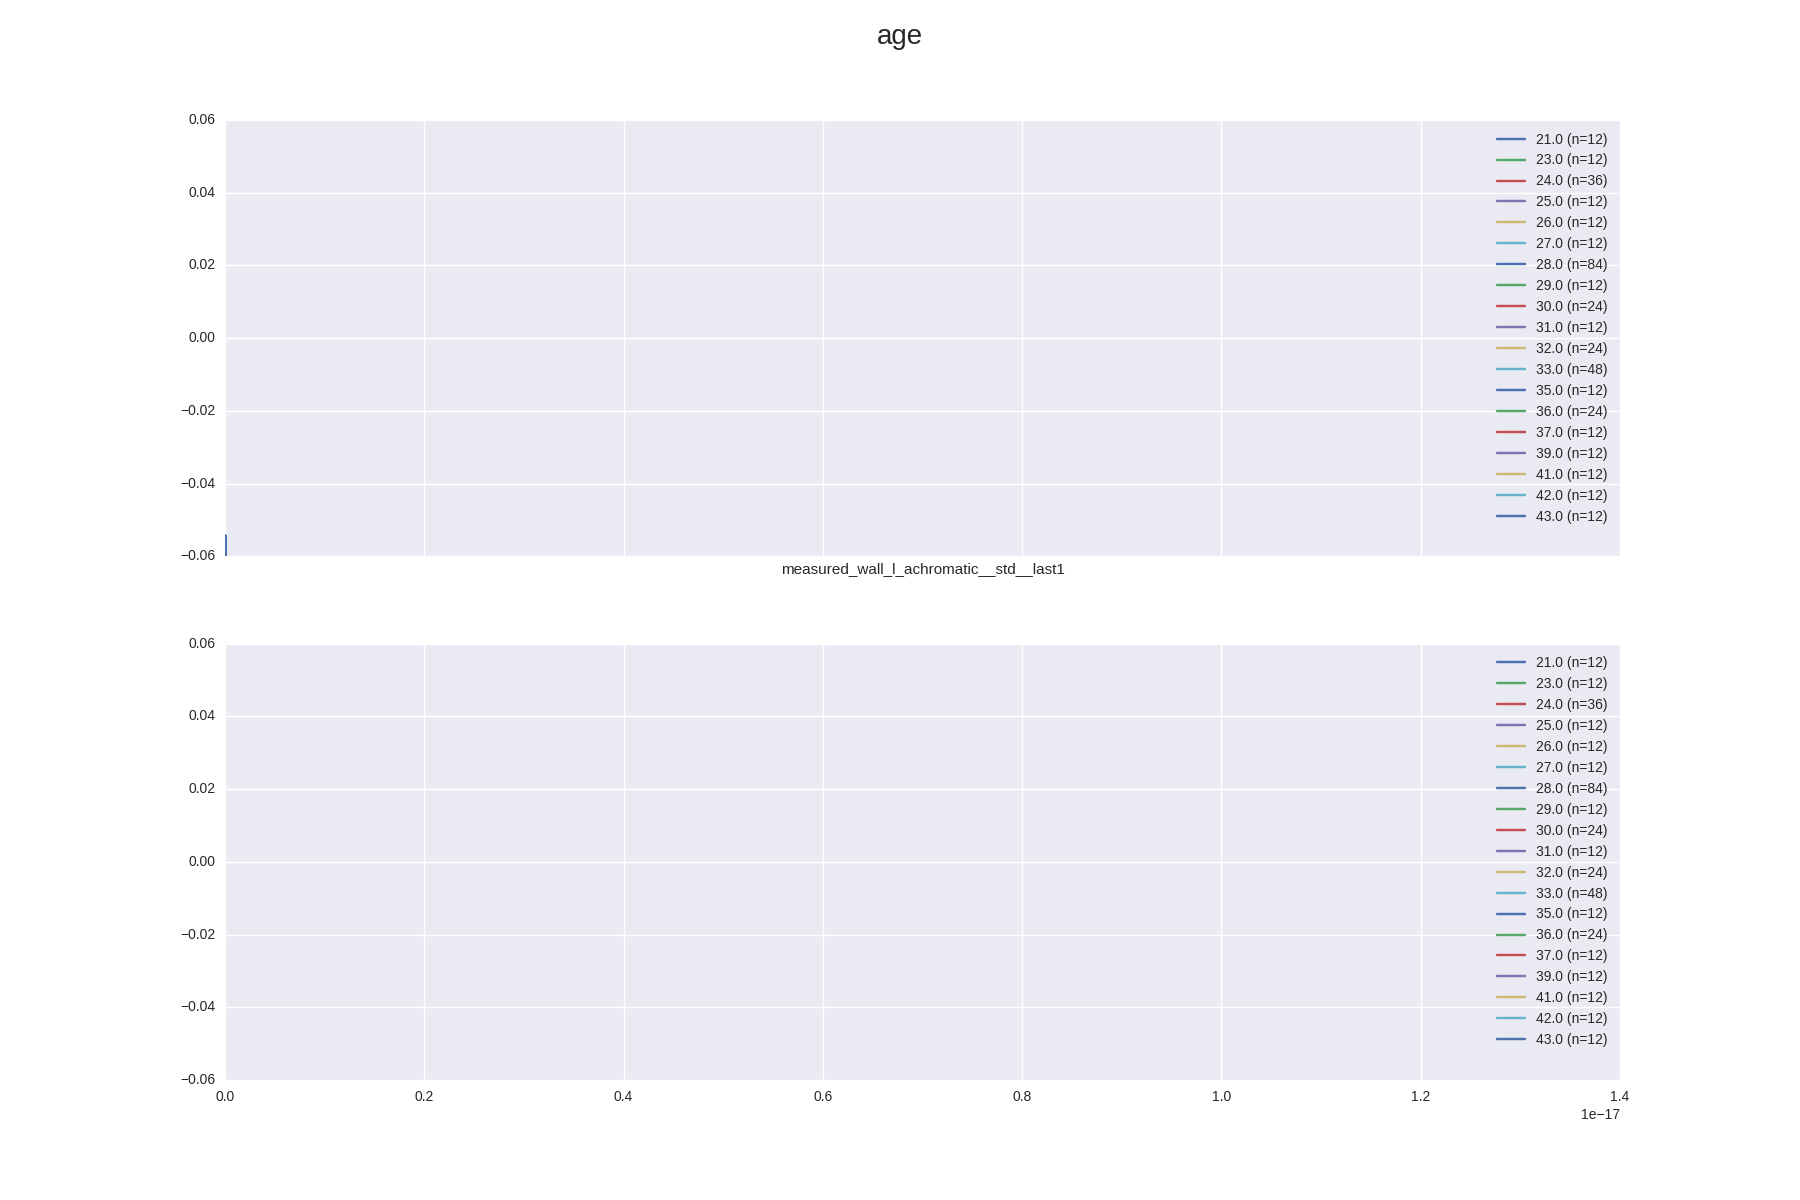 age
0.06
0.04
0.02
0.00
−0.02
−0.04
−0.06
21.0 (n=12)
23.0 (n=12)
24.0 (n=36)
25.0 (n=12)
26.0 (n=12)
27.0 (n=12)
28.0 (n=84)
29.0 (n=12)
30.0 (n=24)
31.0 (n=12)
32.0 (n=24)
33.0 (n=48)
35.0 (n=12)
36.0 (n=24)
37.0 (n=12)
39.0 (n=12)
41.0 (n=12)
42.0 (n=12)
43.0 (n=12)
measured_wall_l_achromatic__std__last1
0.06
0.04
0.02
0.00
−0.02
−0.04
−0.06
21.0 (n=12)
23.0 (n=12)
24.0 (n=36)
25.0 (n=12)
26.0 (n=12)
27.0 (n=12)
28.0 (n=84)
29.0 (n=12)
30.0 (n=24)
31.0 (n=12)
32.0 (n=24)
33.0 (n=48)
35.0 (n=12)
36.0 (n=24)
37.0 (n=12)
39.0 (n=12)
41.0 (n=12)
42.0 (n=12)
43.0 (n=12)
0.0 0.2 0.4 0.6 0.8 1.0 1.2 1.4
1e−17